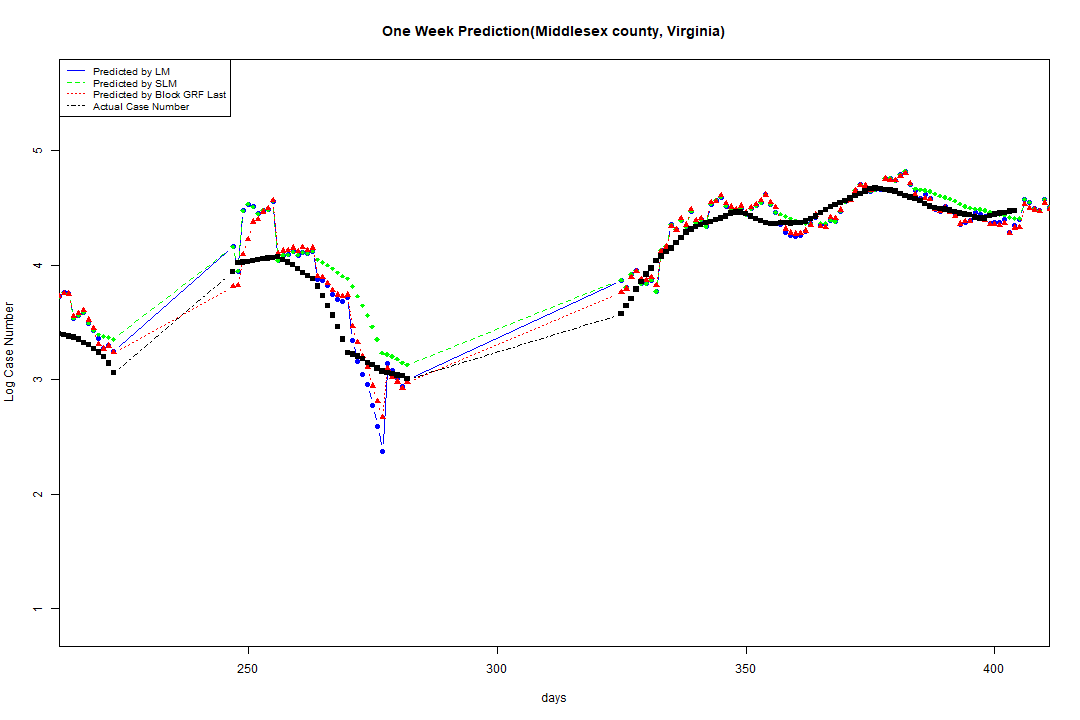 One Week Prediction(Middlesex county, Virginia)
Predicted by LM
Predicted by SLM
Predicted by Block GRF Last
Actual Case Number
5
4
3
2
1
Log Case Number
250 300 350 400
days